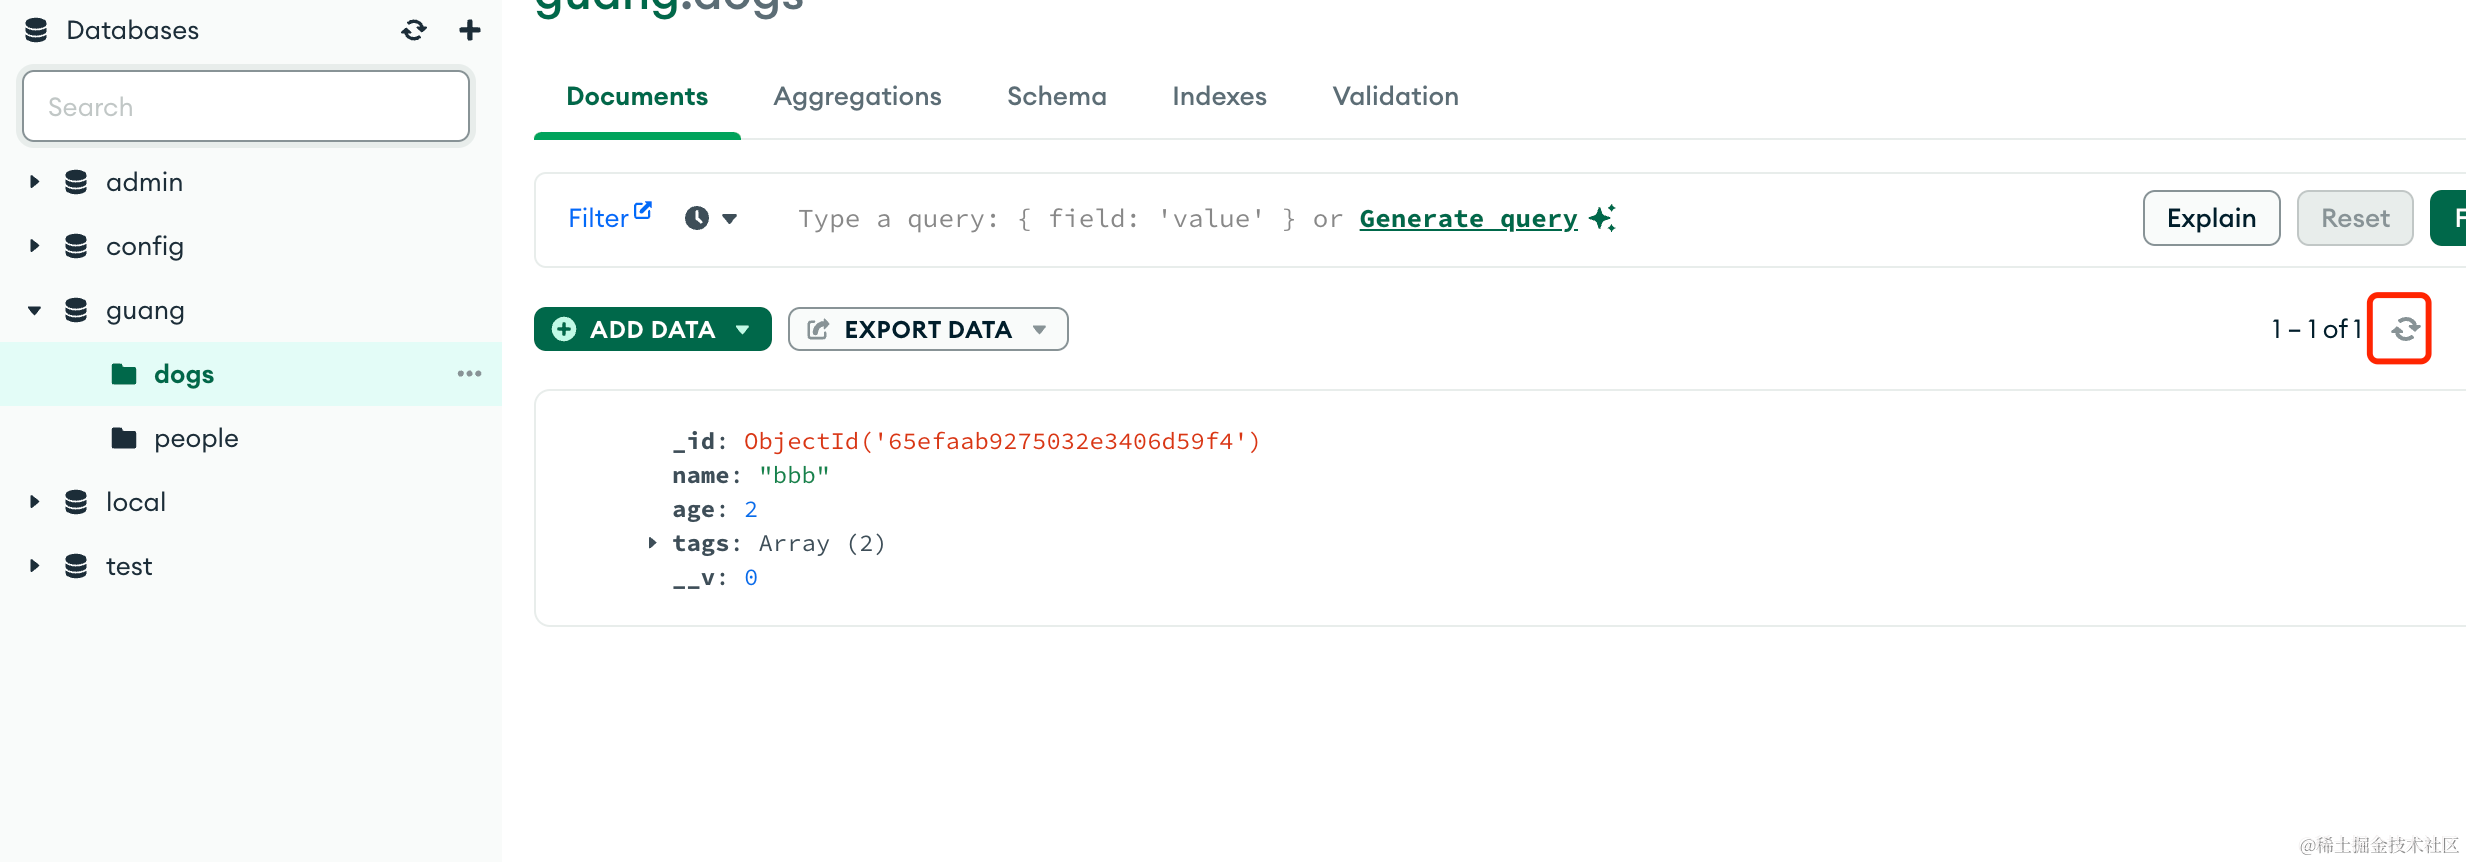 Databases
Search
admin
config
guang
dogs
people
local
test
guang.dogs
Documents Aggregations Schema Indexes Validation
Filter Type a query: { field: 'value' } or Generate query Explain Reset F
ADD DATA EXPORT DATA 1 – 1 of 1
_id: ObjectId('65efaab9275032e3406d59f4')
name: "bbb"
age: 2
tags: Array (2)
__v: 0
@稀土掘金技术社区